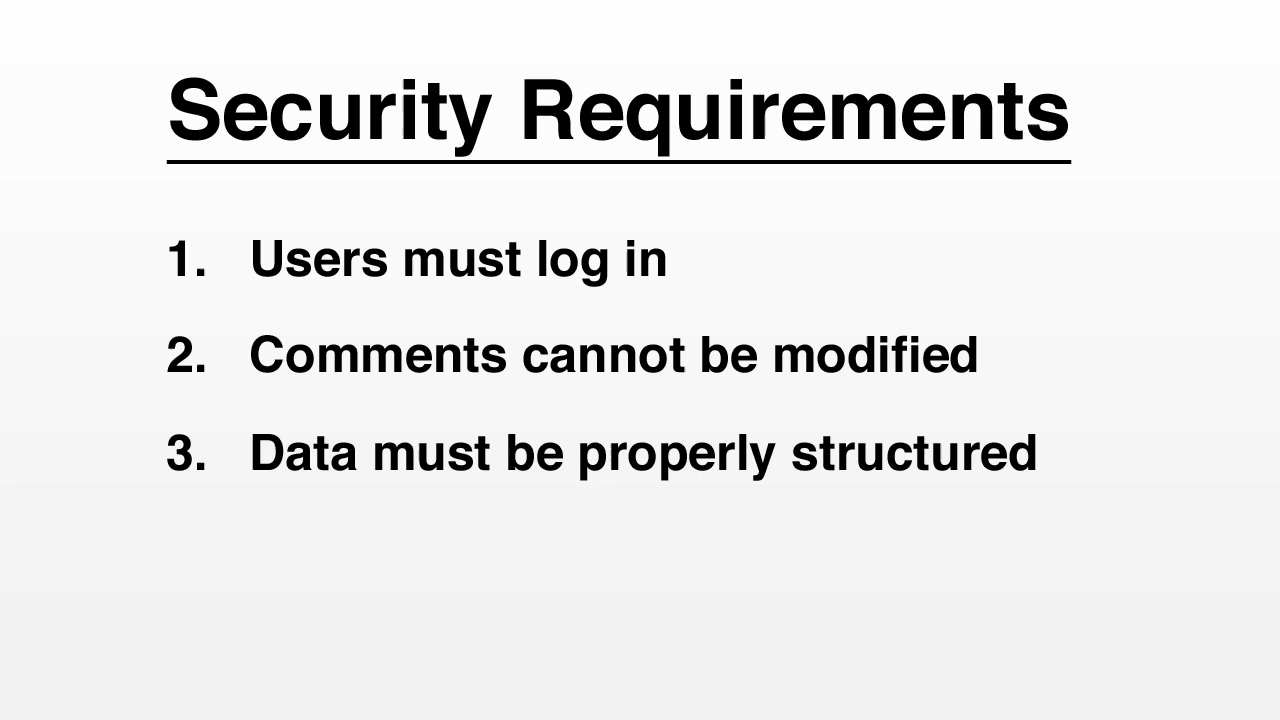 Security Requirements
1. Users must log in
2. Comments cannot be modified
3. Data must be properly structured